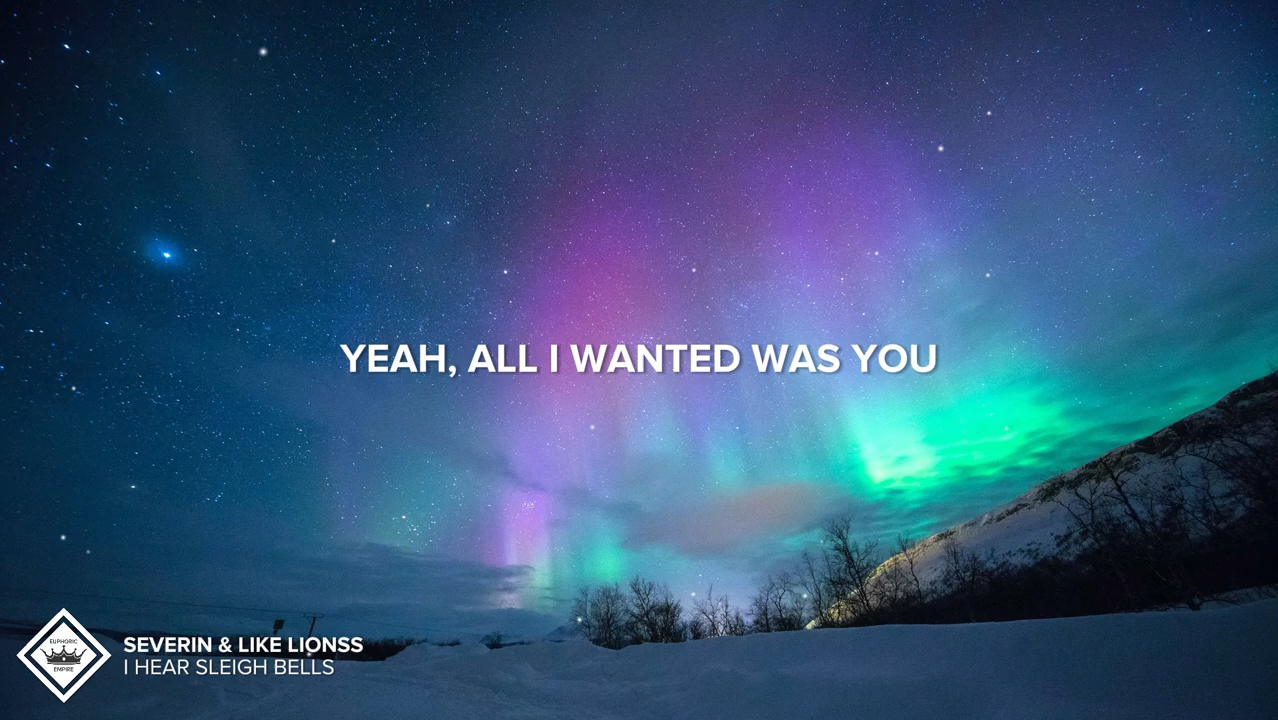 YEAH, ALL I WANTED WAS YOU
EUPHORIC
EMPIRE
SEVERIN & LIKE LIONSS
I HEAR SLEIGH BELLS